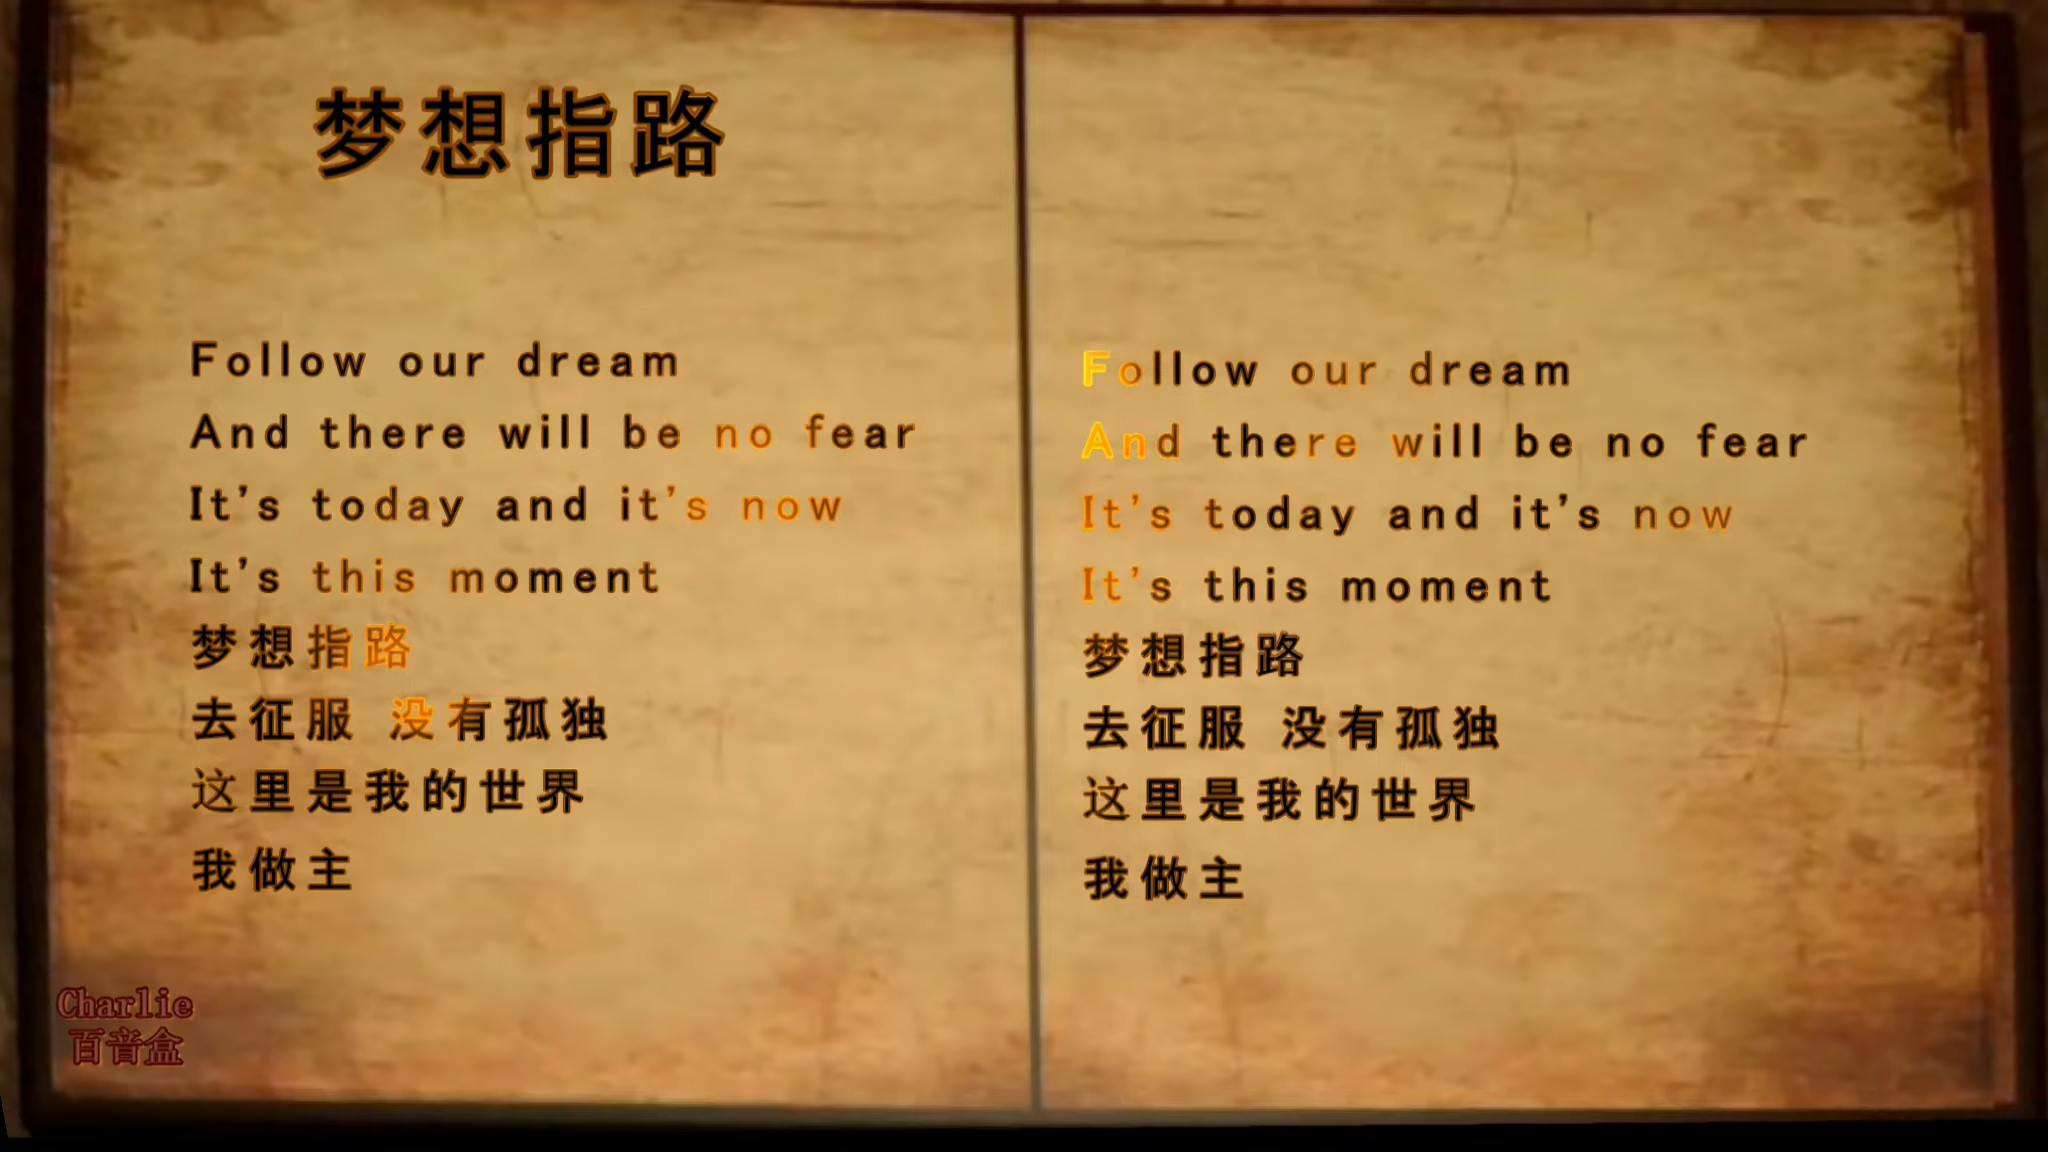 梦想指路
Follow our dream
And there will be no fear
It's today and it's now
It's this moment
梦想指路
去征服 没有孤独
这里是我的世界
我做主
Follow our dream
And there will be no fear
It's today and it's now
It's this moment
梦想指路
去征服 没有孤独
这里是我的世界
我做主
Charlie
百音盒